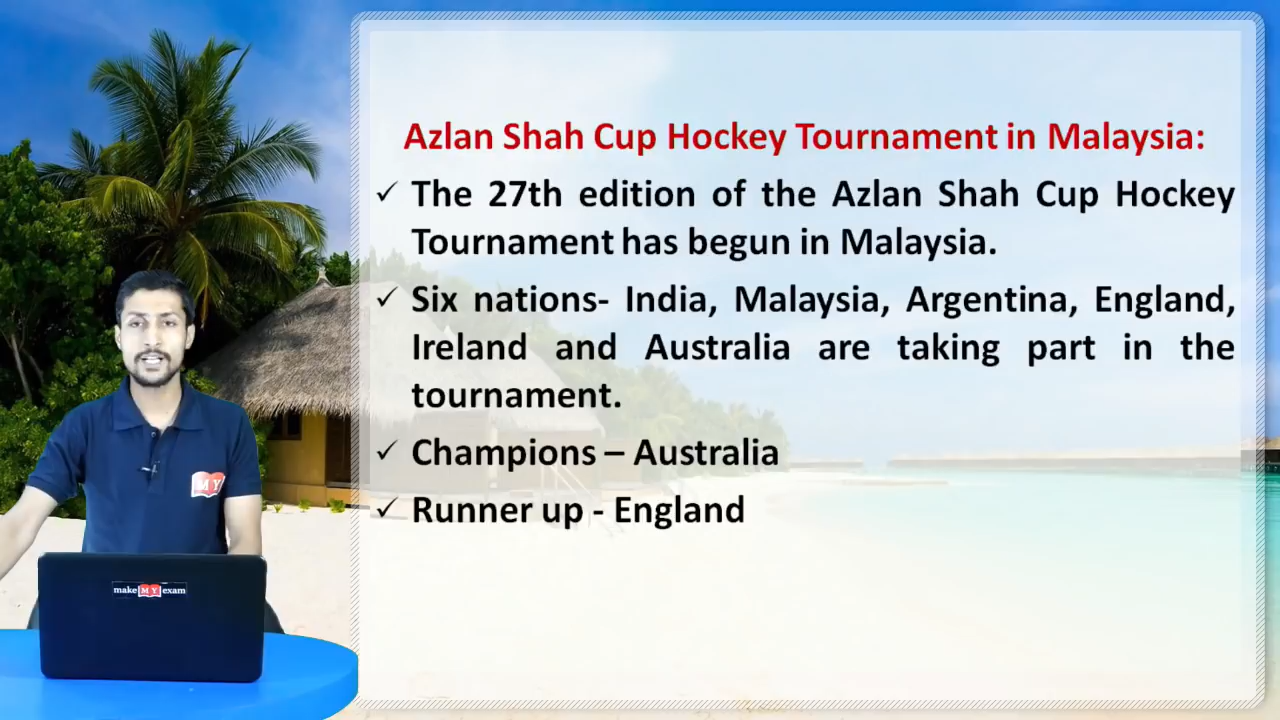 Azlan Shah Cup Hockey Tournament in Malaysia:
✓ The 27th edition of the Azlan Shah Cup Hockey
Tournament has begun in Malaysia.
✓ Six nations- India, Malaysia, Argentina, England,
Ireland and Australia are taking part in the
tournament.
✓ Champions – Australia
✓ Runner up - England
MY
make MY exam